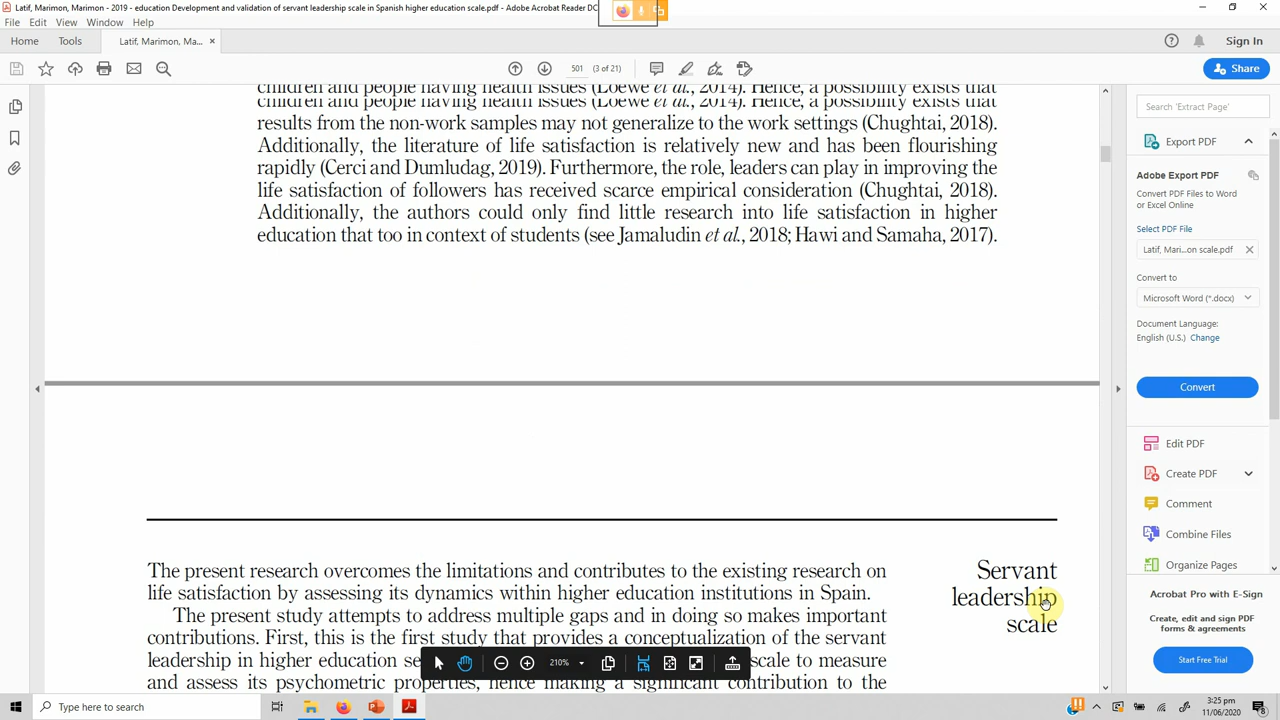 Latif, Marimon, Marimon - 2019 - education Development and validation of servant leadership scale in Spanish higher education scale.pdf - Adobe Acrobat Reader DC
File Edit View Window Help
Home Tools Latif, Marimon, Ma... × Sign In
501 (3 of 21) Share
children and people having health issues (Loewe et al., 2014). Hence, a possibility exists that
children and people having health issues (Loewe et al., 2014). Hence, a possibility exists that
results from the non-work samples may not generalize to the work settings (Chughtai, 2018).
Additionally, the literature of life satisfaction is relatively new and has been flourishing
rapidly (Cerci and Dumludag, 2019). Furthermore, the role, leaders can play in improving the
life satisfaction of followers has received scarce empirical consideration (Chughtai, 2018).
Additionally, the authors could only find little research into life satisfaction in higher
education that too in context of students (see Jamaludin et al., 2018; Hawi and Samaha, 2017).
The present research overcomes the limitations and contributes to the existing research on
life satisfaction by assessing its dynamics within higher education institutions in Spain.
The present study attempts to address multiple gaps and in doing so makes important
contributions. First, this is the first study that provides a conceptualization of the servant
leadership in higher education se scale to measure
and assess its psychometric properties, hence making a significant contribution to the
Servant
leadership
scale
210%
Search 'Extract Page'
Export PDF
Adobe Export PDF
Convert PDF Files to Word
or Excel Online
Select PDF File
Latif, Mari...on scale.pdf
Convert to
Microsoft Word (*.docx)
Document Language:
English (U.S.) Change
Convert
Edit PDF
Create PDF
Comment
Combine Files
Organize Pages
Acrobat Pro with E-Sign
Create, edit and sign PDF
forms & agreements
Start Free Trial
Type here to search
3:25 pm
11/06/2020
8